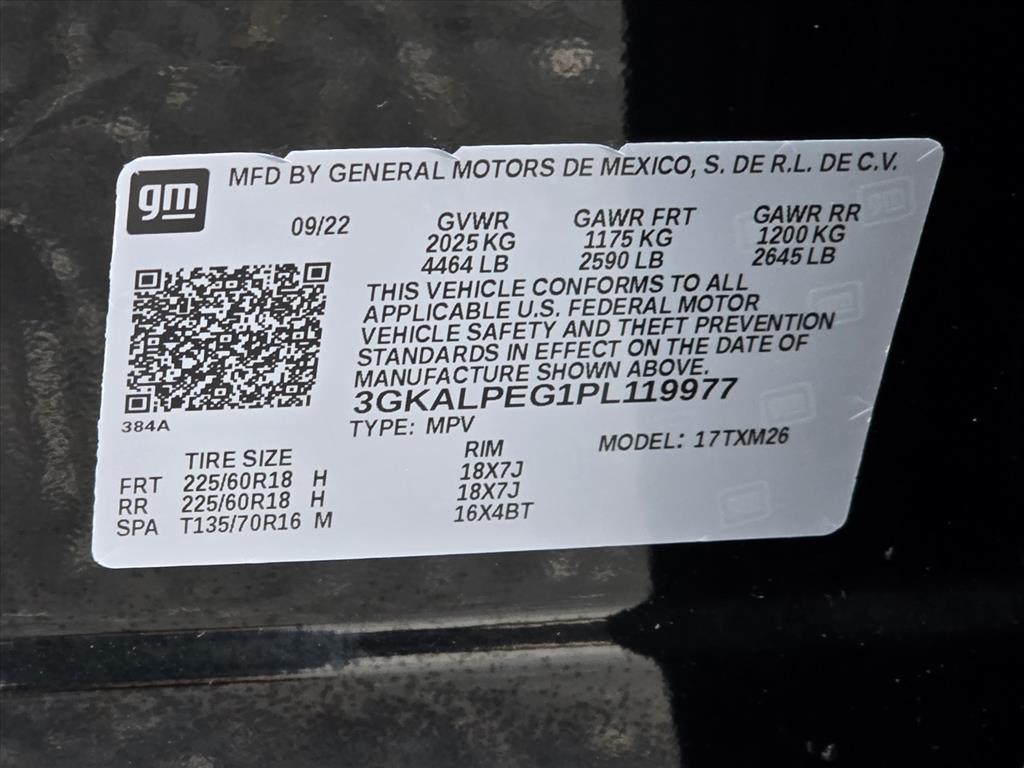 gm MFD BY GENERAL MOTORS DE MEXICO, S. DE R.L. DE C.V.
09/22 GVWR GAWR FRT GAWR RR
2025 KG 1175 KG 1200 KG
4464 LB 2590 LB 2645 LB
THIS VEHICLE CONFORMS TO ALL
APPLICABLE U.S. FEDERAL MOTOR
VEHICLE SAFETY AND THEFT PREVENTION
STANDARDS IN EFFECT ON THE DATE OF
MANUFACTURE SHOWN ABOVE.
3GKALPEG1PL119977
384A TYPE: MPV MODEL: 17TXM26
TIRE SIZE RIM
FRT 225/60R18 H 18X7J
RR 225/60R18 H 18X7J
SPA T135/70R16 M 16X4BT